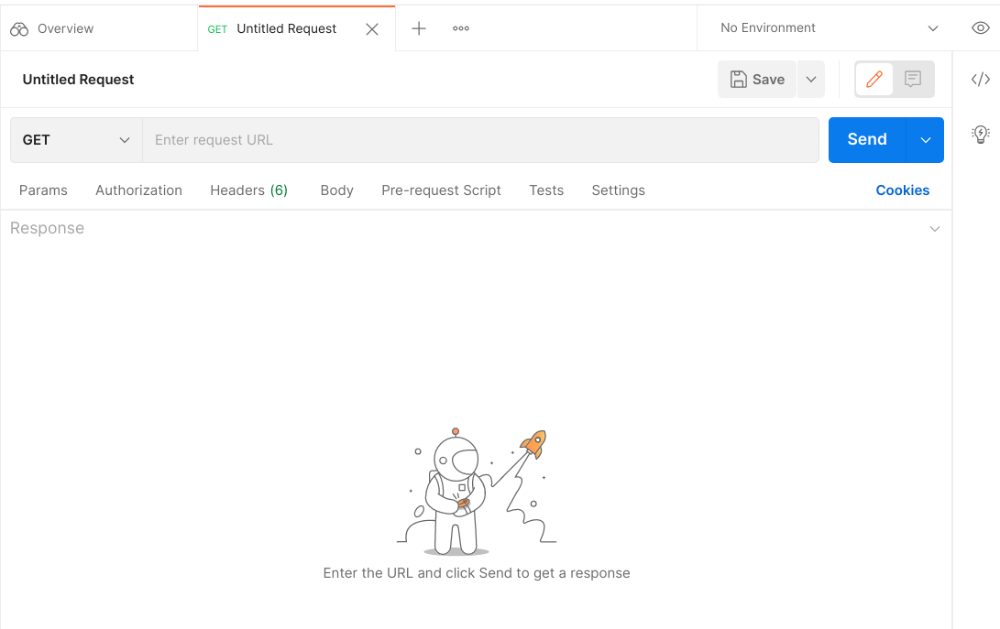 Overview
GET Untitled Request
No Environment
Untitled Request
Save
GET
Enter request URL
Send
Params Authorization Headers (6) Body Pre-request Script Tests Settings Cookies
Response
Enter the URL and click Send to get a response